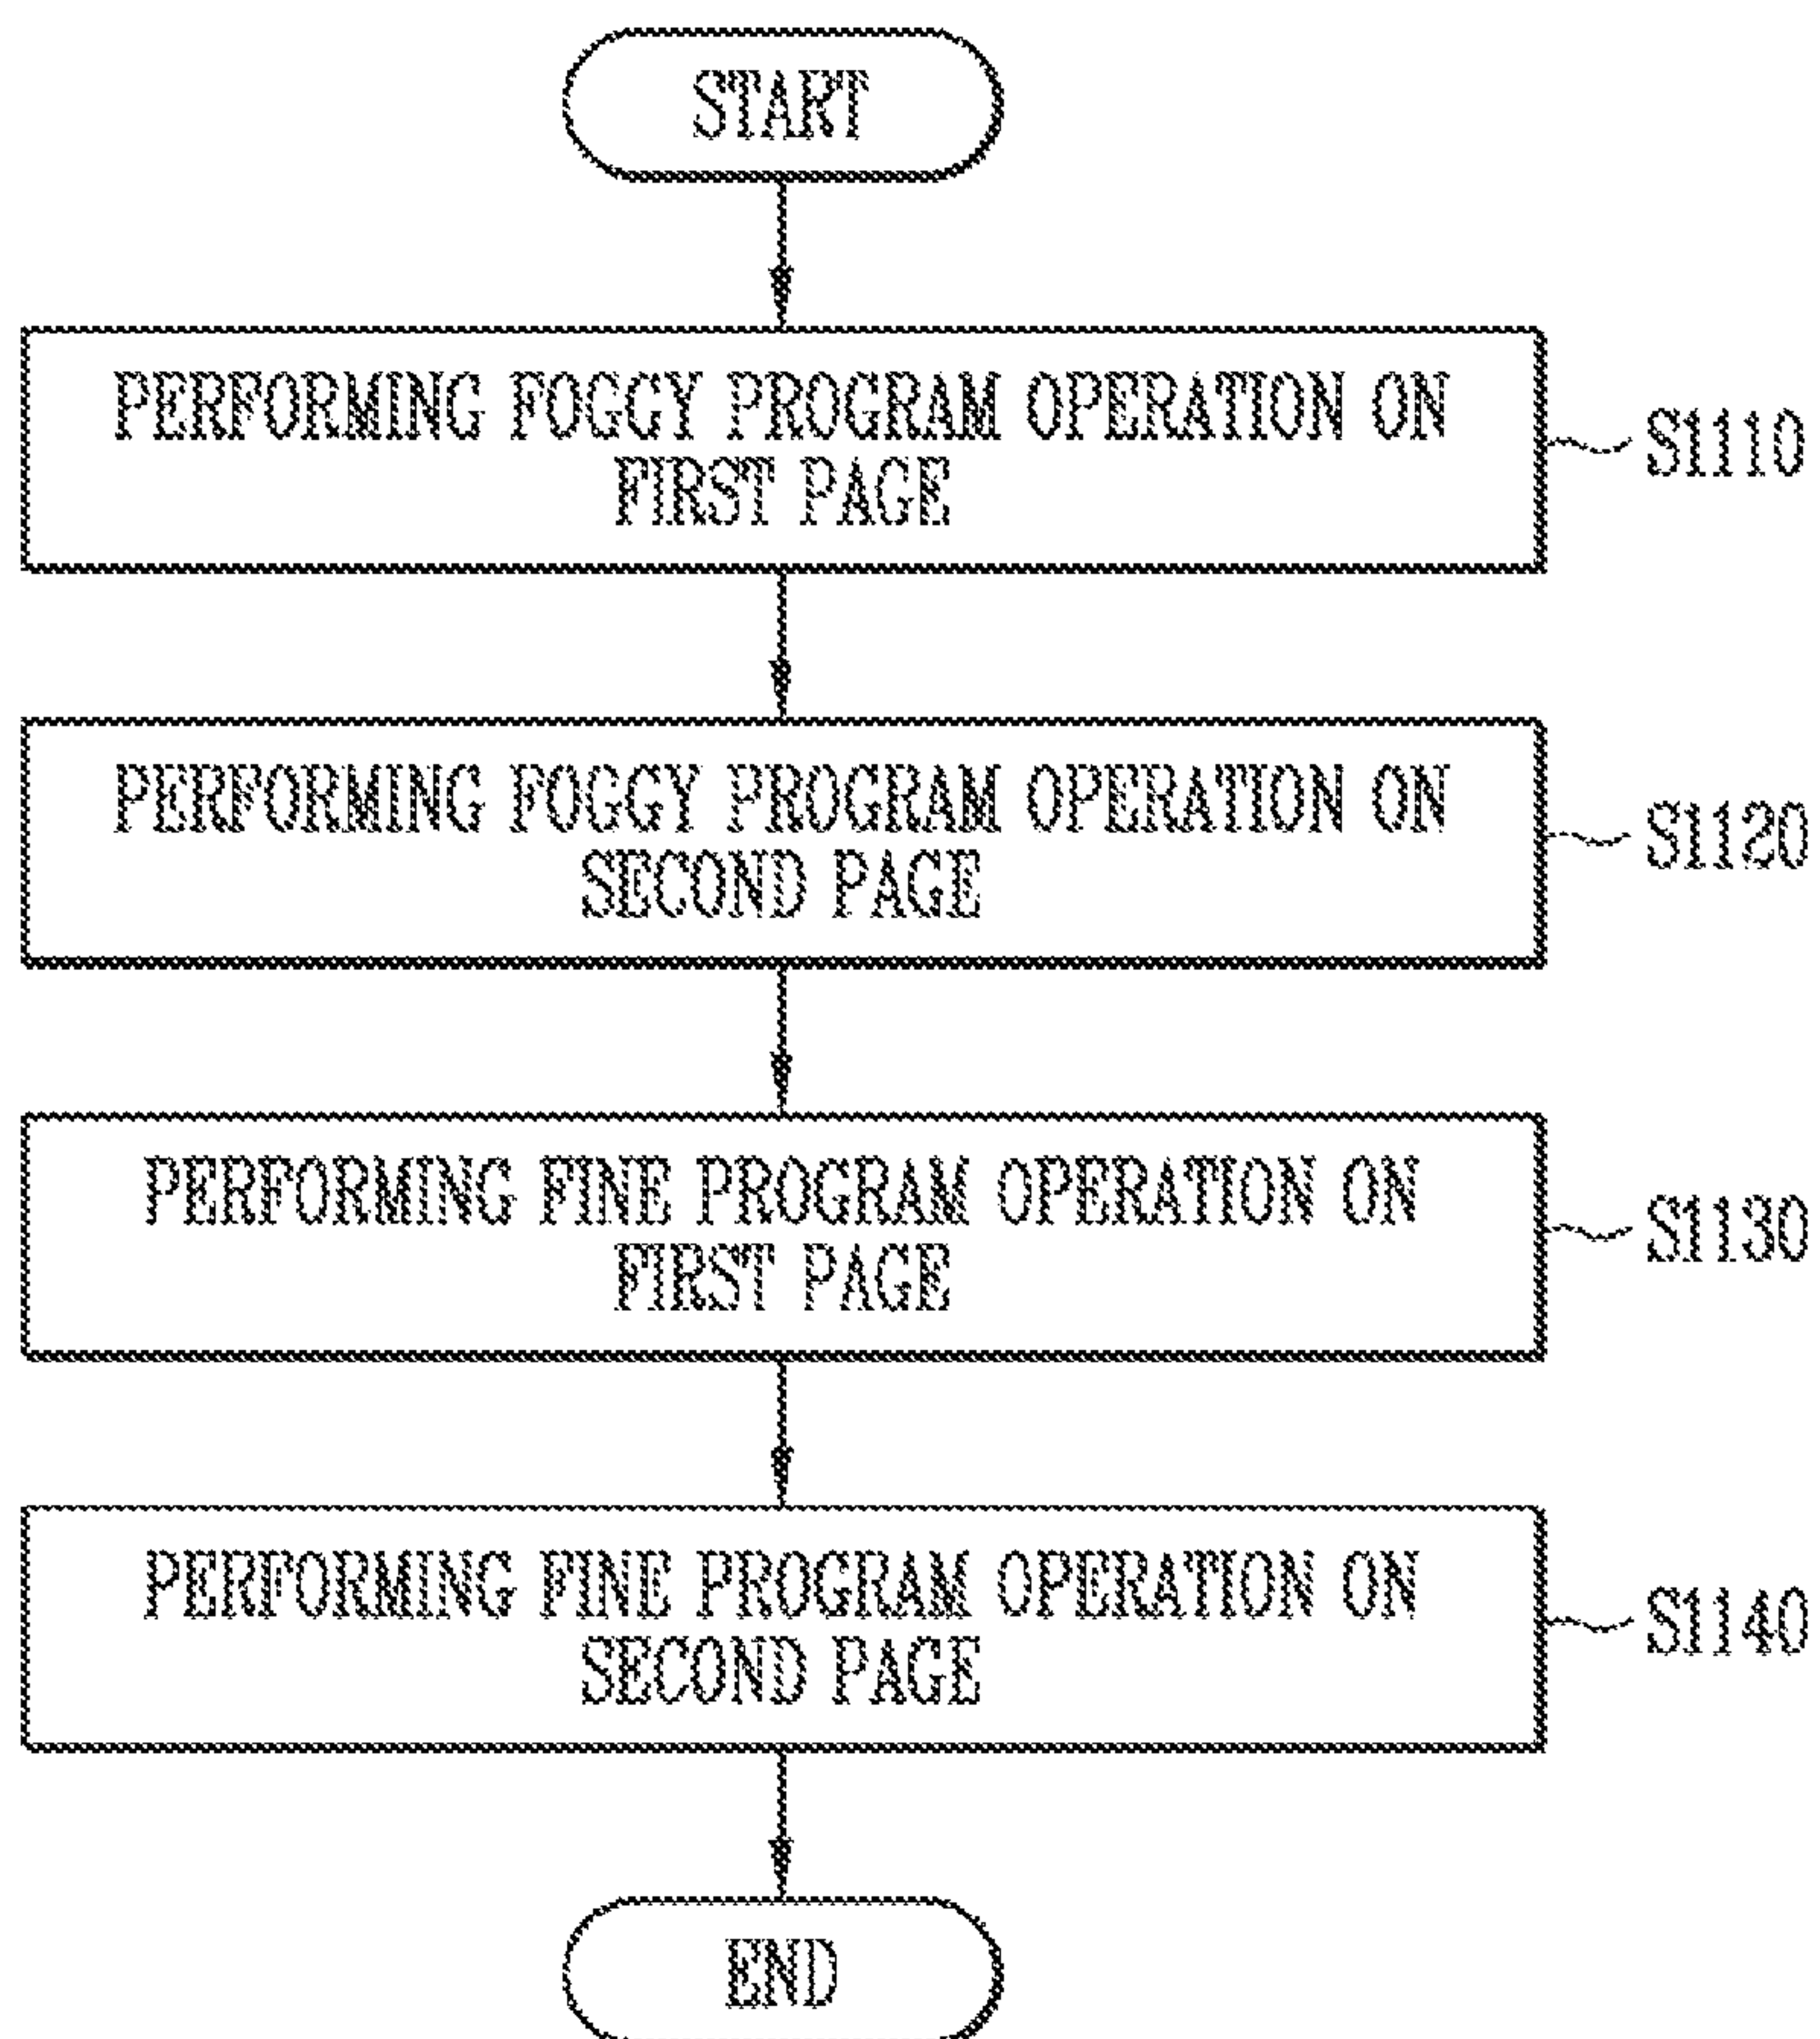 START
PERFORMING FOGGY PROGRAM OPERATION ON
FIRST PAGE
S1110
PERFORMING FOGGY PROGRAM OPERATION ON
SECOND PAGE
S1120
PERFORMING FINE PROGRAM OPERATION ON
FIRST PAGE
S1130
PERFORMING FINE PROGRAM OPERATION ON
SECOND PAGE
S1140
END